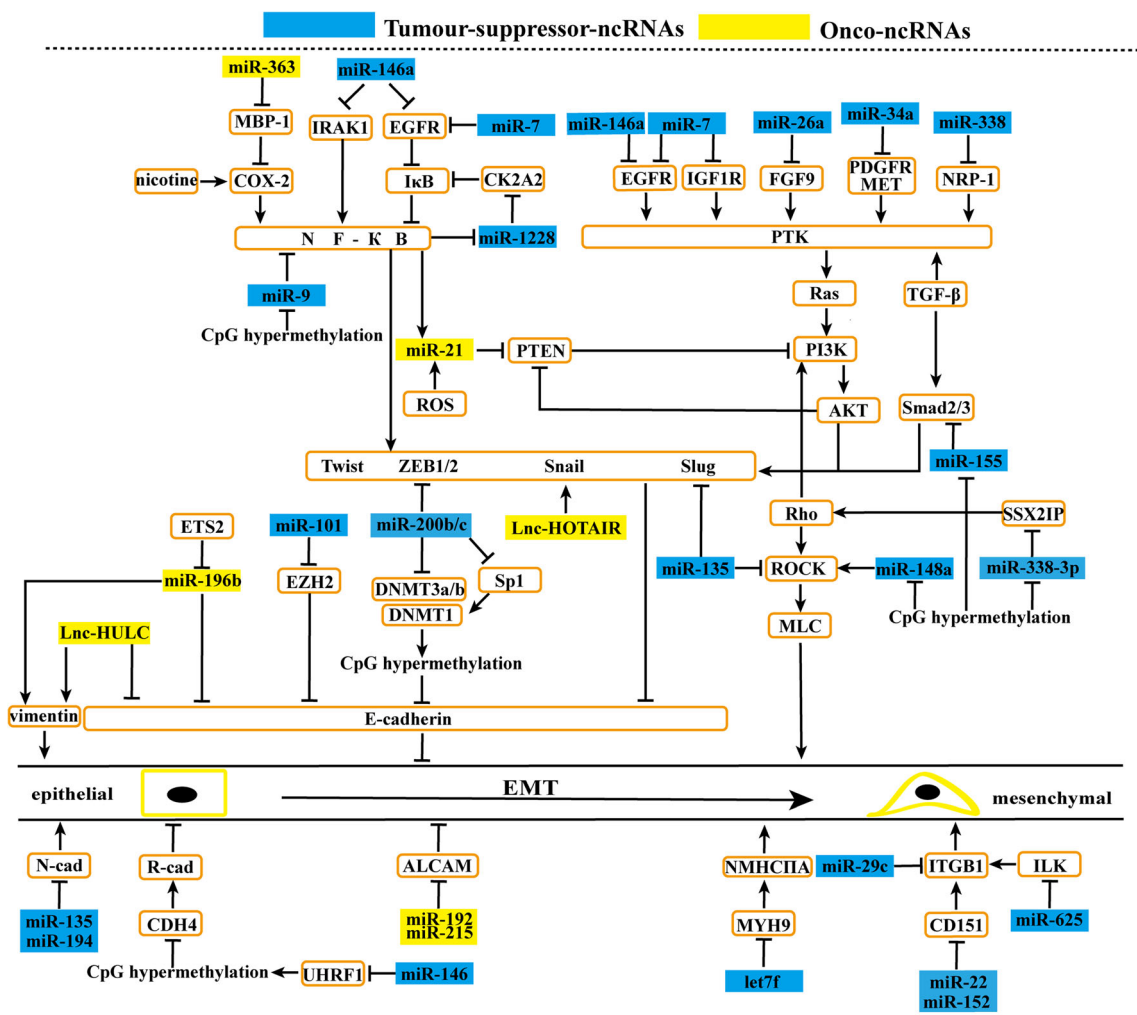 Tumour-suppressor-ncRNAs
Onco-ncRNAs
miR-363
miR-146a
MBP-1
IRAK1
EGFR
miR-7
miR-146a
miR-7
miR-26a
miR-34a
miR-338
nicotine
COX-2
IκB
CK2A2
EGFR
IGF1R
FGF9
PDGFR
MET
NRP-1
N F - K B
miR-1228
PTK
miR-9
Ras
TGF-β
CpG hypermethylation
miR-21
PTEN
PI3K
ROS
AKT
Smad2/3
Twist ZEB1/2 Snail Slug
miR-155
ETS2
miR-101
miR-200b/c
Lnc-HOTAIR
Rho
SSX2IP
miR-196b
EZH2
Sp1
miR-135
ROCK
miR-148a
miR-338-3p
DNMT3a/b
DNMT1
CpG hypermethylation
Lnc-HULC
MLC
CpG hypermethylation
vimentin
E-cadherin
epithelial
EMT
mesenchymal
N-cad
R-cad
ALCAM
NMHCIIA
miR-29c
ITGB1
ILK
miR-135
miR-194
CDH4
miR-192
miR-215
MYH9
CD151
miR-625
CpG hypermethylation
UHRF1
miR-146
let7f
miR-22
miR-152